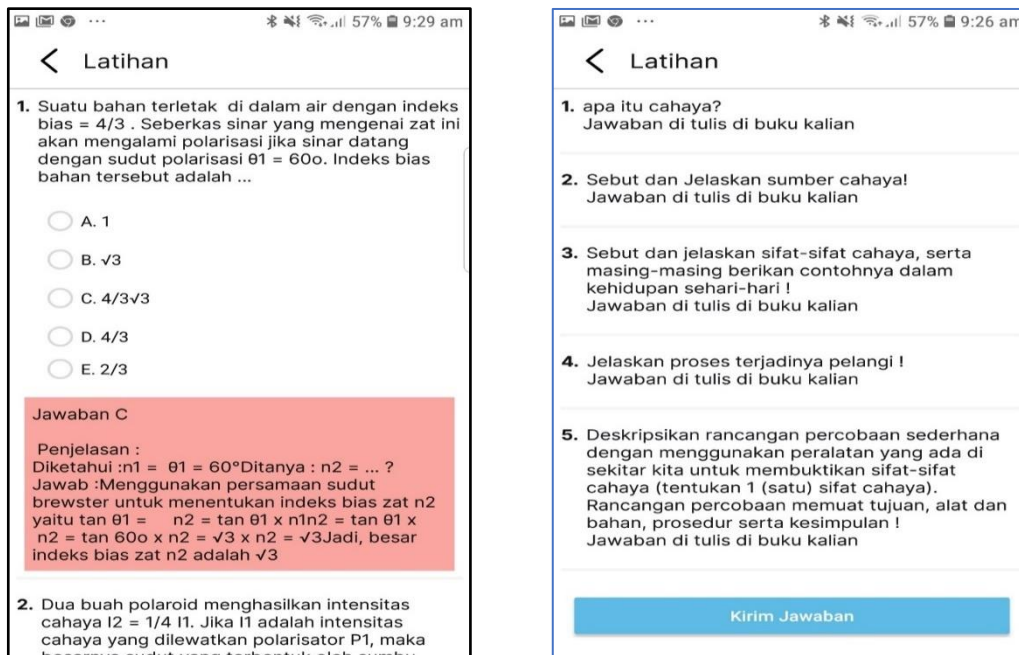 57% 9:29 am
Latihan
1. Suatu bahan terletak di dalam air dengan indeks
bias = 4/3 . Seberkas sinar yang mengenai zat ini
akan mengalami polarisasi jika sinar datang
dengan sudut polarisasi θ1 = 60o. Indeks bias
bahan tersebut adalah ...
A. 1
B. √3
C. 4/3√3
D. 4/3
E. 2/3
Jawaban C
Penjelasan :
Diketahui :n1 = θ1 = 60°Ditanya : n2 = ... ?
Jawab :Menggunakan persamaan sudut
brewster untuk menentukan indeks bias zat n2
yaitu tan θ1 = n2 = tan θ1 x n1n2 = tan θ1 x
n2 = tan 60o x n2 = √3 x n2 = √3Jadi, besar
indeks bias zat n2 adalah √3
2. Dua buah polaroid menghasilkan intensitas
cahaya I2 = 1/4 I1. Jika I1 adalah intensitas
cahaya yang dilewatkan polarisator P1, maka
57% 9:26 am
Latihan
1. apa itu cahaya?
Jawaban di tulis di buku kalian
2. Sebut dan Jelaskan sumber cahaya!
Jawaban di tulis di buku kalian
3. Sebut dan jelaskan sifat-sifat cahaya, serta
masing-masing berikan contohnya dalam
kehidupan sehari-hari !
Jawaban di tulis di buku kalian
4. Jelaskan proses terjadinya pelangi !
Jawaban di tulis di buku kalian
5. Deskripsikan rancangan percobaan sederhana
dengan menggunakan peralatan yang ada di
sekitar kita untuk membuktikan sifat-sifat
cahaya (tentukan 1 (satu) sifat cahaya).
Rancangan percobaan memuat tujuan, alat dan
bahan, prosedur serta kesimpulan !
Jawaban di tulis di buku kalian
Kirim Jawaban